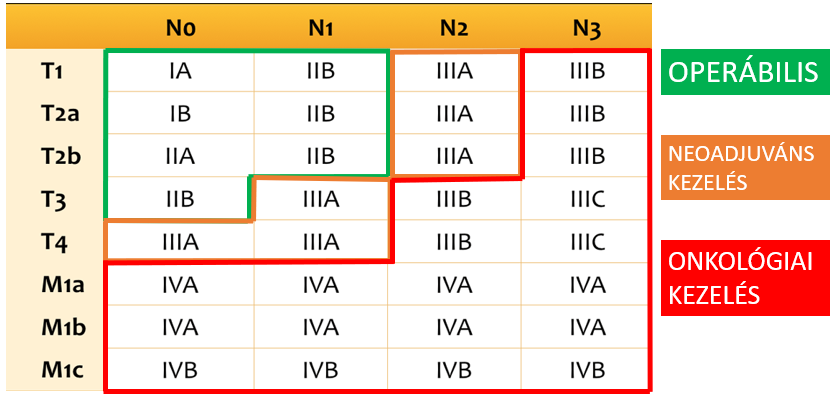 N0 N1 N2 N3
T1 IA IIB IIIA IIIB
T2a IB IIB IIIA IIIB
T2b IIA IIB IIIA IIIB
T3 IIB IIIA IIIB IIIC
T4 IIIA IIIA IIIB IIIC
M1a IVA IVA IVA IVA
M1b IVA IVA IVA IVA
M1c IVB IVB IVB IVB
OPERÁBILIS
NEOADJUVÁNS
KEZELÉS
ONKOLÓGIAI
KEZELÉS